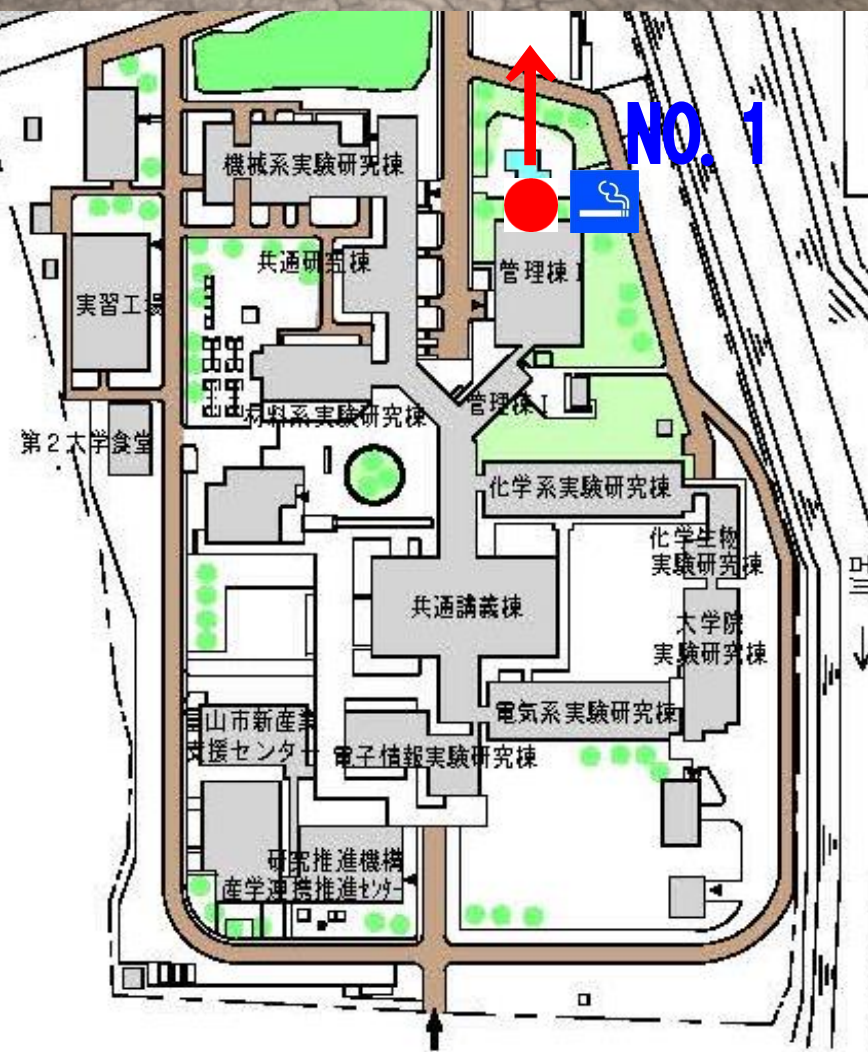 NO. 1
機械系実験研究棟
共通研究棟
管理棟Ⅱ
実習工場
管理棟Ⅰ
材料系実験研究棟
第2大学食堂
化学系実験研究棟
化学生物
実験研究棟
共通講義棟
大学院
実験研究棟
電気系実験研究棟
富山市新産業
支援センター
電子情報実験研究棟
研究推進機構
産学連携推進センター